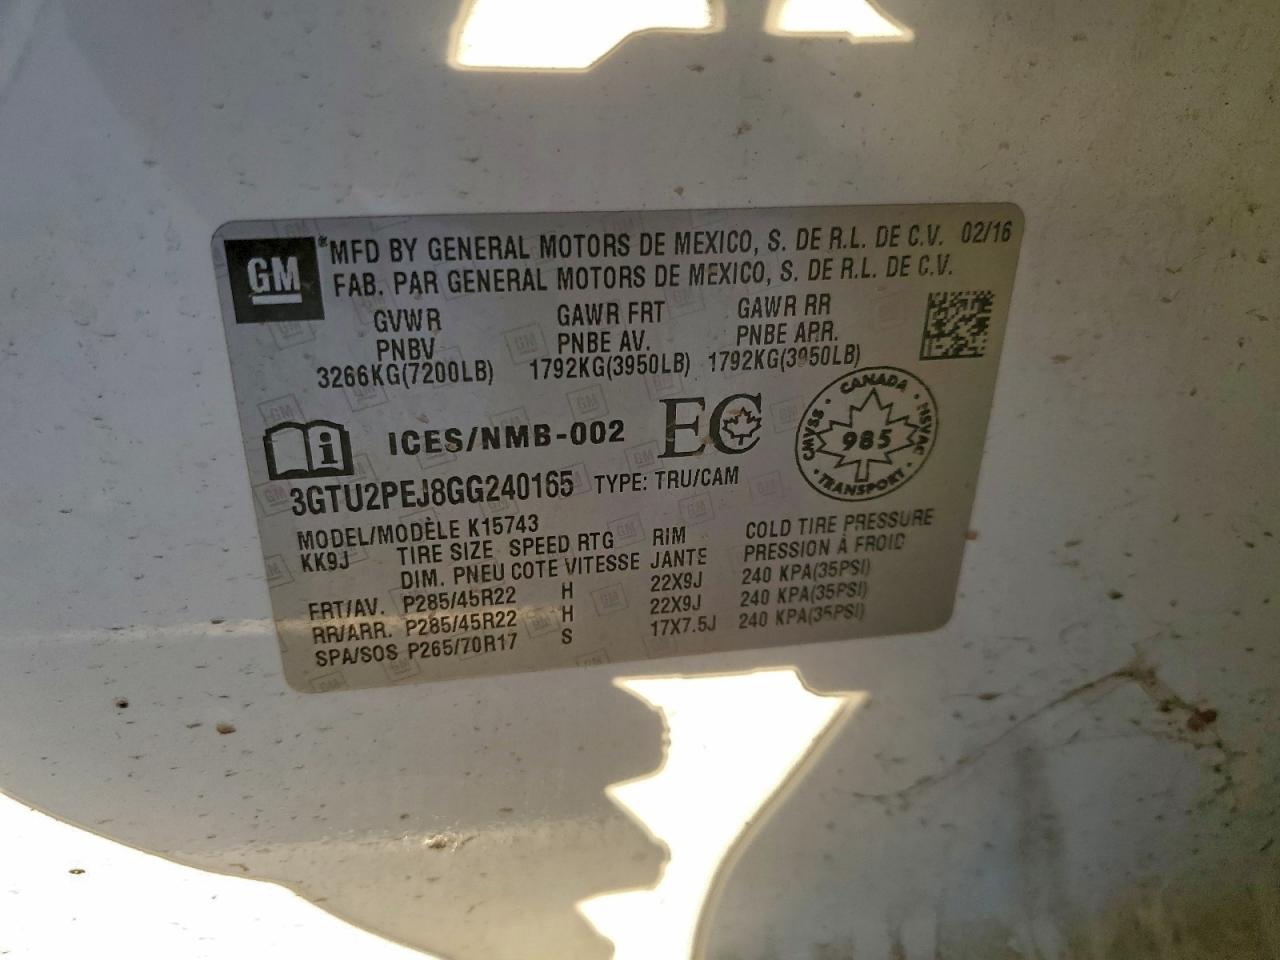 GM
MFD BY GENERAL MOTORS DE MEXICO, S. DE R.L. DE C.V. 02/16
FAB. PAR GENERAL MOTORS DE MEXICO, S. DE R.L. DE C.V.
GVWR GAWR FRT GAWR RR
PNBV PNBE AV. PNBE ARR.
3266KG(7200LB) 1792KG(3950LB) 1792KG(3950LB)
i ICES/NMB-002 EC CANADA NSVAC TRANSPORT CMVSS 985
3GTU2PEJ8GG240165 TYPE: TRU/CAM
MODEL/MODÈLE K15743
KK9J TIRE SIZE SPEED RTG RIM COLD TIRE PRESSURE
DIM. PNEU COTE VITESSE JANTE PRESSION À FROID
FRT/AV. P285/45R22 H 22X9J 240 KPA(35PSI)
RR/ARR. P285/45R22 H 22X9J 240 KPA(35PSI)
SPA/SOS P265/70R17 S 17X7.5J 240 KPA(35PSI)